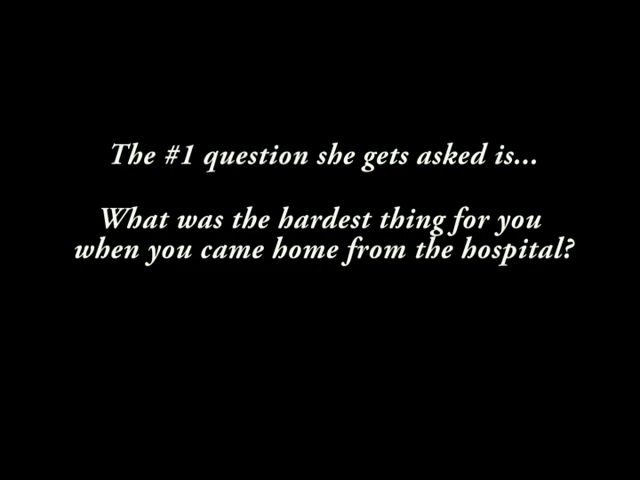 The #1 question she gets asked is...
What was the hardest thing for you
when you came home from the hospital?